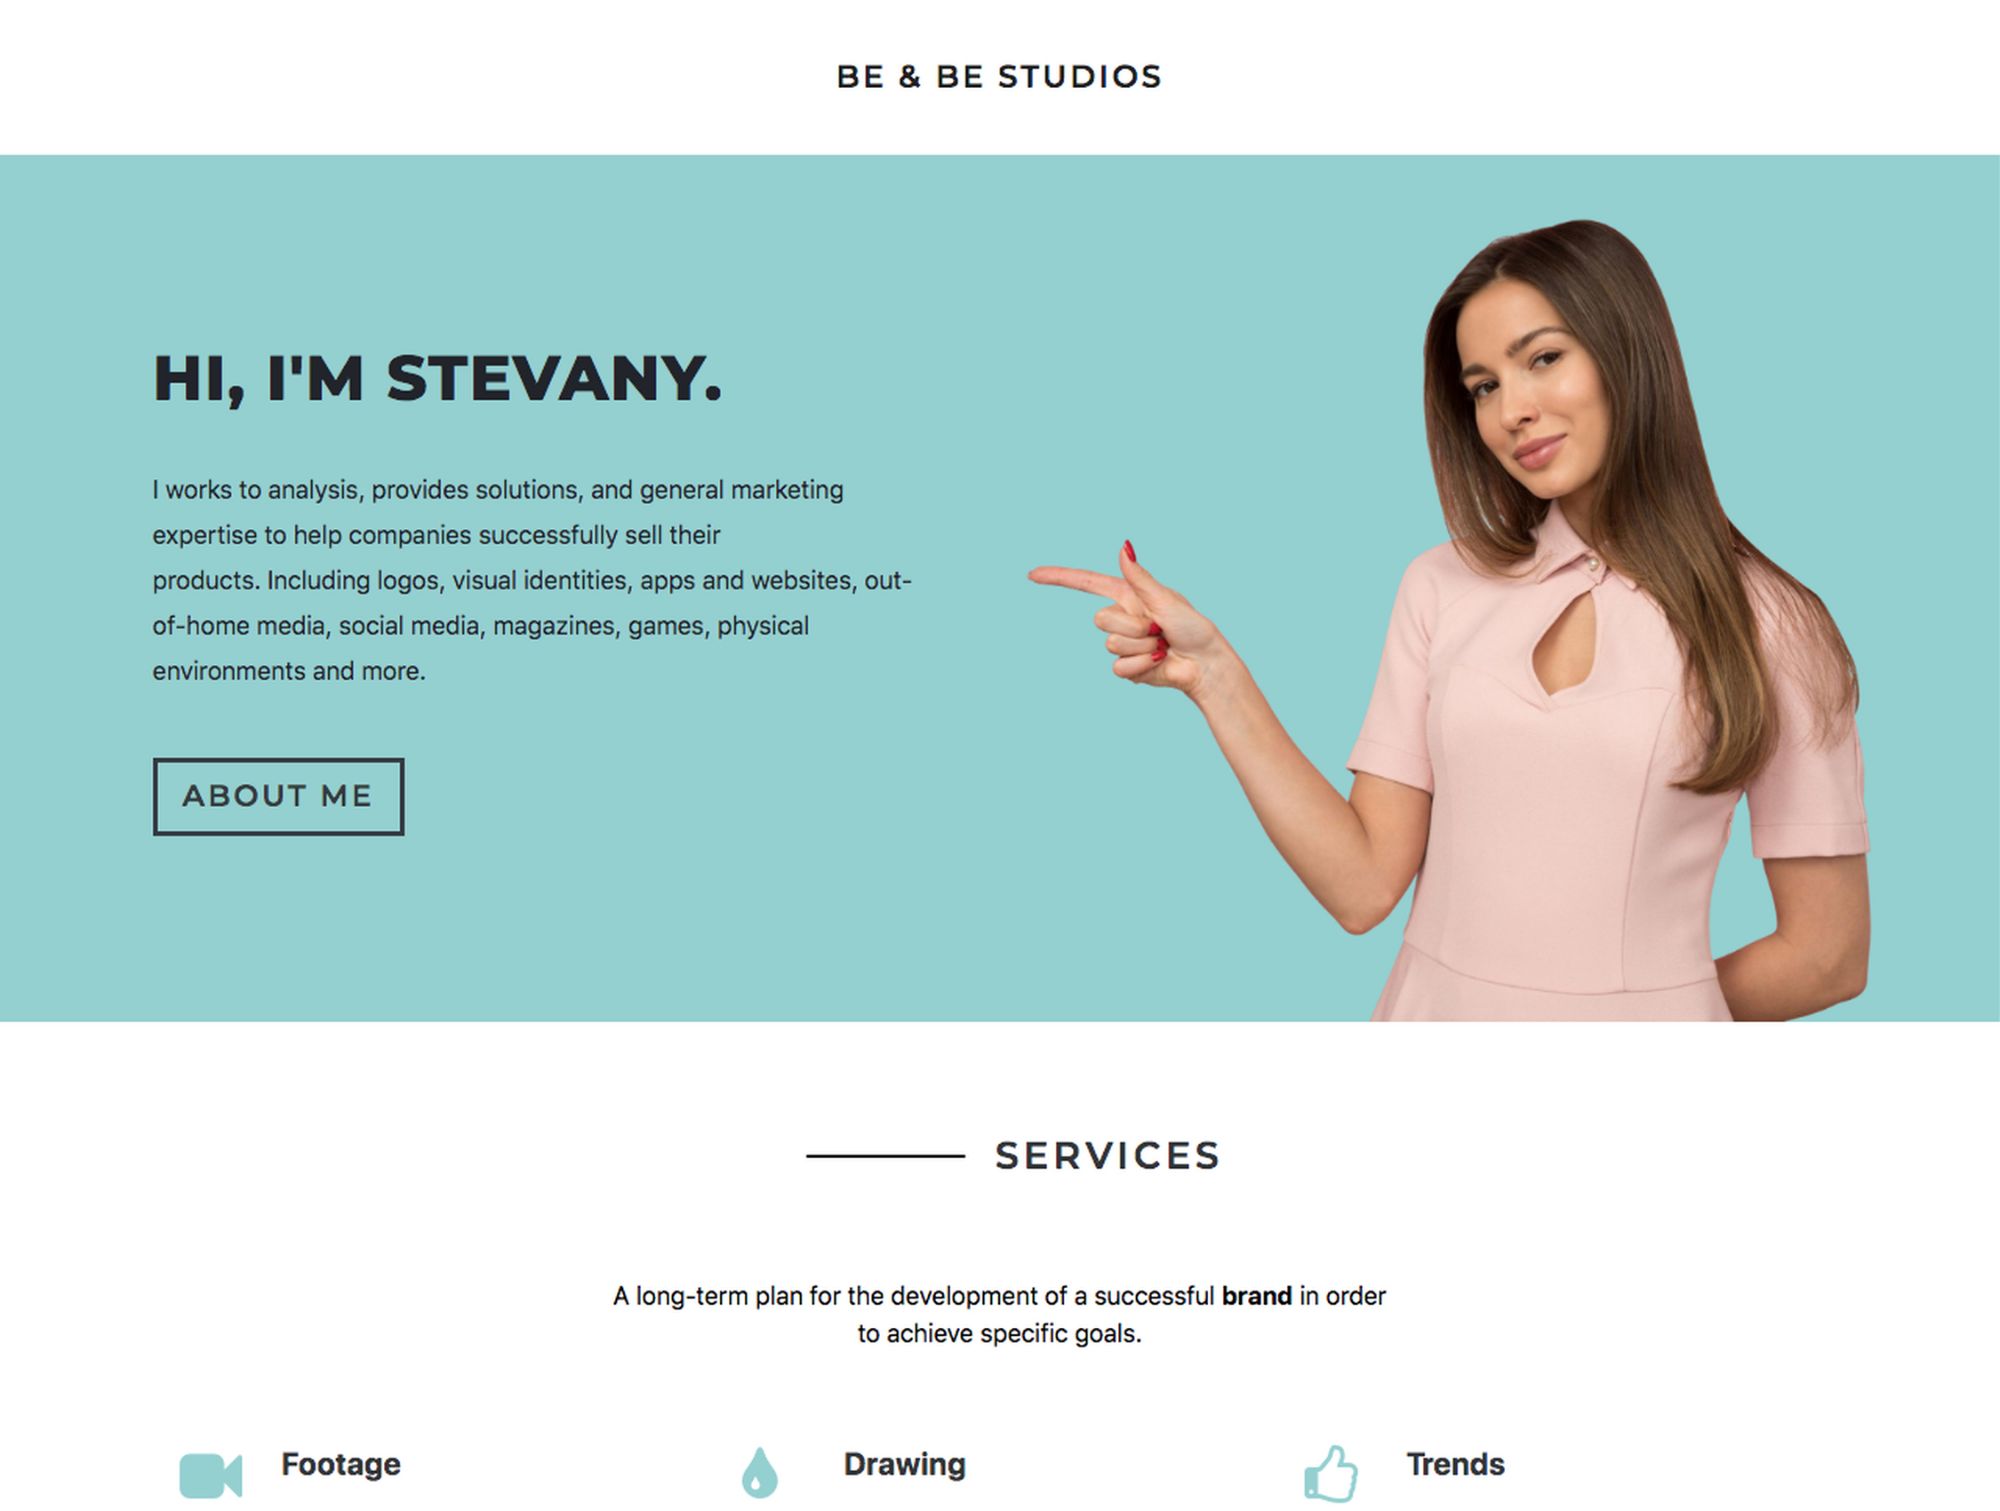 BE & BE STUDIOS
HI, I'M STEVANY.
I works to analysis, provides solutions, and general marketing
expertise to help companies successfully sell their
products. Including logos, visual identities, apps and websites, out-
of-home media, social media, magazines, games, physical
environments and more.
ABOUT ME
SERVICES
A long-term plan for the development of a successful brand in order
to achieve specific goals.
Footage
Drawing
Trends